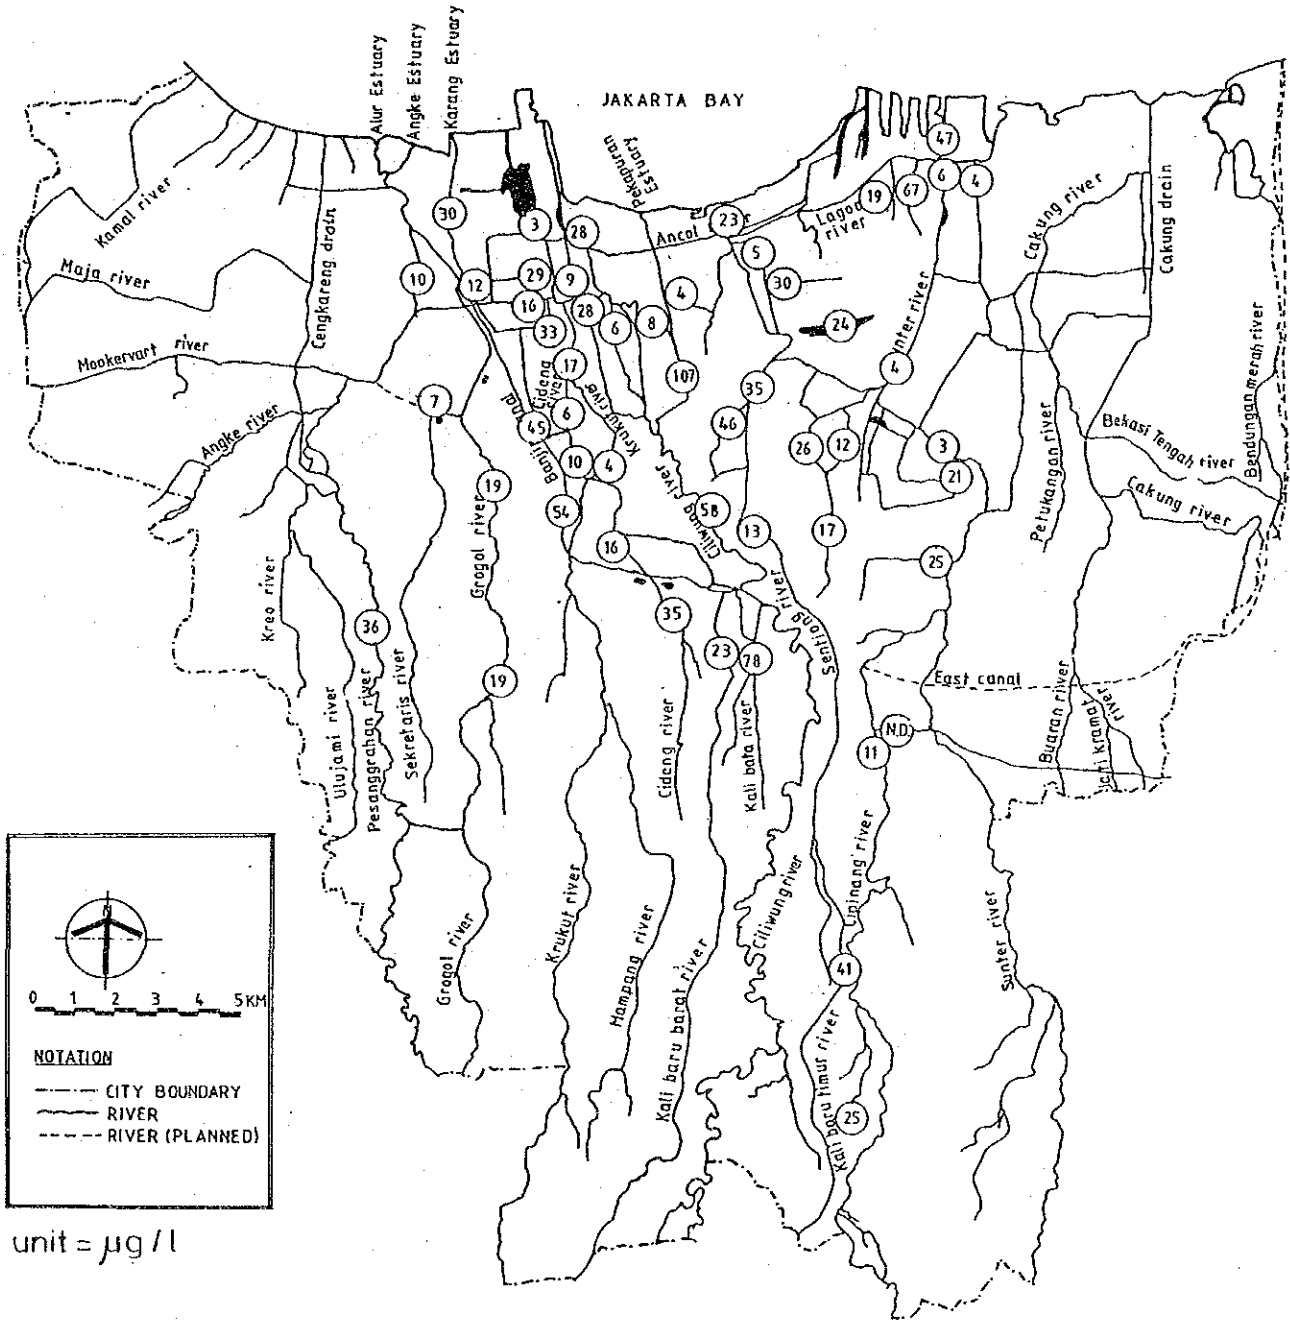 Alur Estuary
Angke Estuary
Karang Estuary
JAKARTA BAY
Pekapuran
Estuary
Kamal river
Maja river
Cengkareng drain
Mookervart river
Angke river
Ancol
Lagoa
river
Cakung river
Cakung drain
Bendungan merah river
Bekasi Tengah river
Cakung river
Petukangan river
47
6
4
19
67
30
3
28
23
5
30
10
12
29
9
16
28
4
33
6
8
24
17
107
35
4
7
45
6
46
26
12
3
21
10
4
19
54
58
13
17
16
25
36
35
23
78
19
N.D.
11
41
25
Cideng
river
Krukut river
Banjir
Ciliwung river
Sentiong river
Grogol river
Kreo river
Ulujami river
Pesanggrahan river
Sekretaris river
Cideng river
Kali bata river
East canal
Buaran river
Jati kramat
river
Cipinang river
Ciliwung river
Sunter river
Krukut river
Mampang river
Grogol river
Kali baru barat river
Kali baru timur river
N
0 1 2 3 4 5 KM
NOTATION
CITY BOUNDARY
RIVER
RIVER (PLANNED)
unit = µg / l